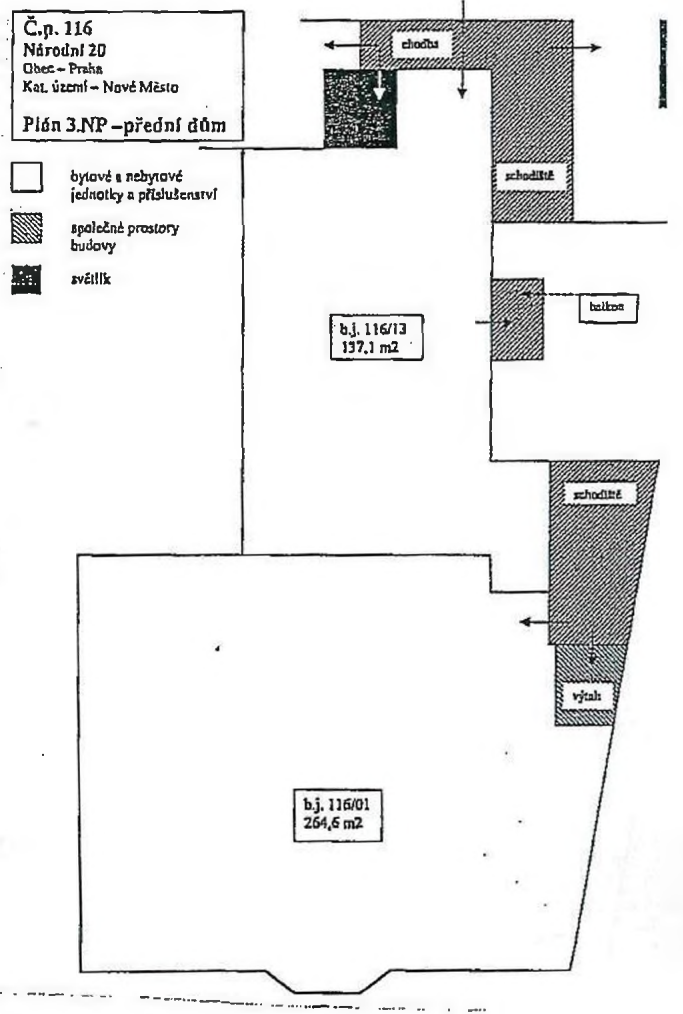 Č.p. 116
Národní 20
Obec – Praha
Kat. území – Nové Město
Plán 3.NP –přední dům
bytové a nebytové
jednotky a příslušenství
společné prostory
budovy
světlík
chodba
schodiště
balkon
b.j. 116/13
137,1 m2
schodiště
výtah
b.j. 116/01
264,6 m2